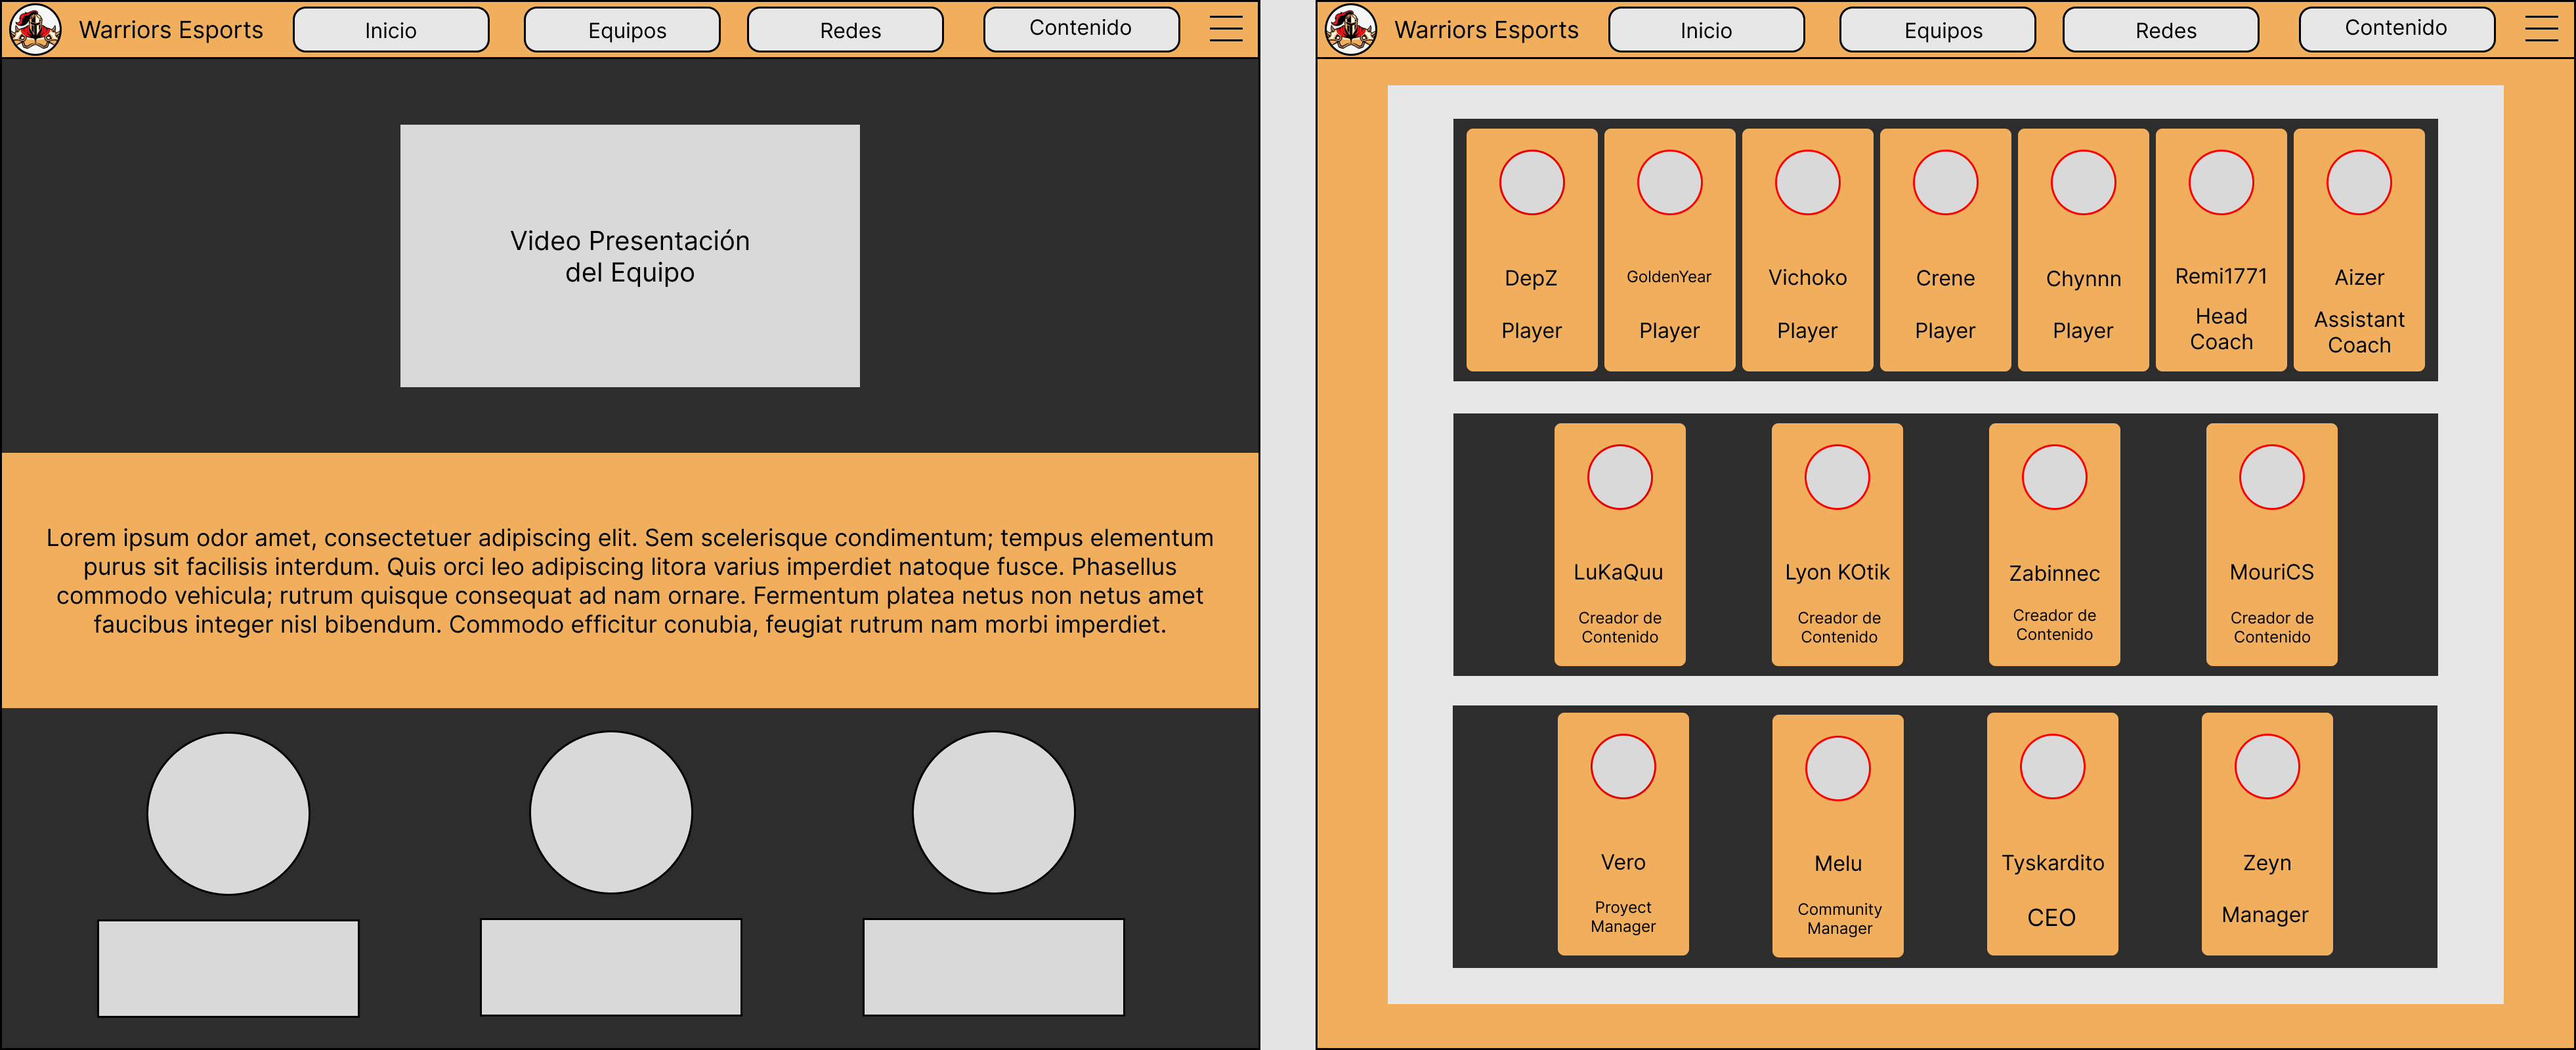 Warriors Esports
Inicio
Equipos
Redes
Contenido
Video Presentación
del Equipo
Lorem ipsum odor amet, consectetuer adipiscing elit. Sem scelerisque condimentum; tempus elementum
purus sit facilisis interdum. Quis orci leo adipiscing litora varius imperdiet natoque fusce. Phasellus
commodo vehicula; rutrum quisque consequat ad nam ornare. Fermentum platea netus non netus amet
faucibus integer nisl bibendum. Commodo efficitur conubia, feugiat rutrum nam morbi imperdiet.
Warriors Esports
Inicio
Equipos
Redes
Contenido
DepZ
Player
GoldenYear
Player
Vichoko
Player
Crene
Player
Chynnn
Player
Remi1771
Head
Coach
Aizer
Assistant
Coach
LuKaQuu
Creador de
Contenido
Lyon KOtik
Creador de
Contenido
Zabinnec
Creador de
Contenido
MouriCS
Creador de
Contenido
Vero
Proyect
Manager
Melu
Community
Manager
Tyskardito
CEO
Zeyn
Manager